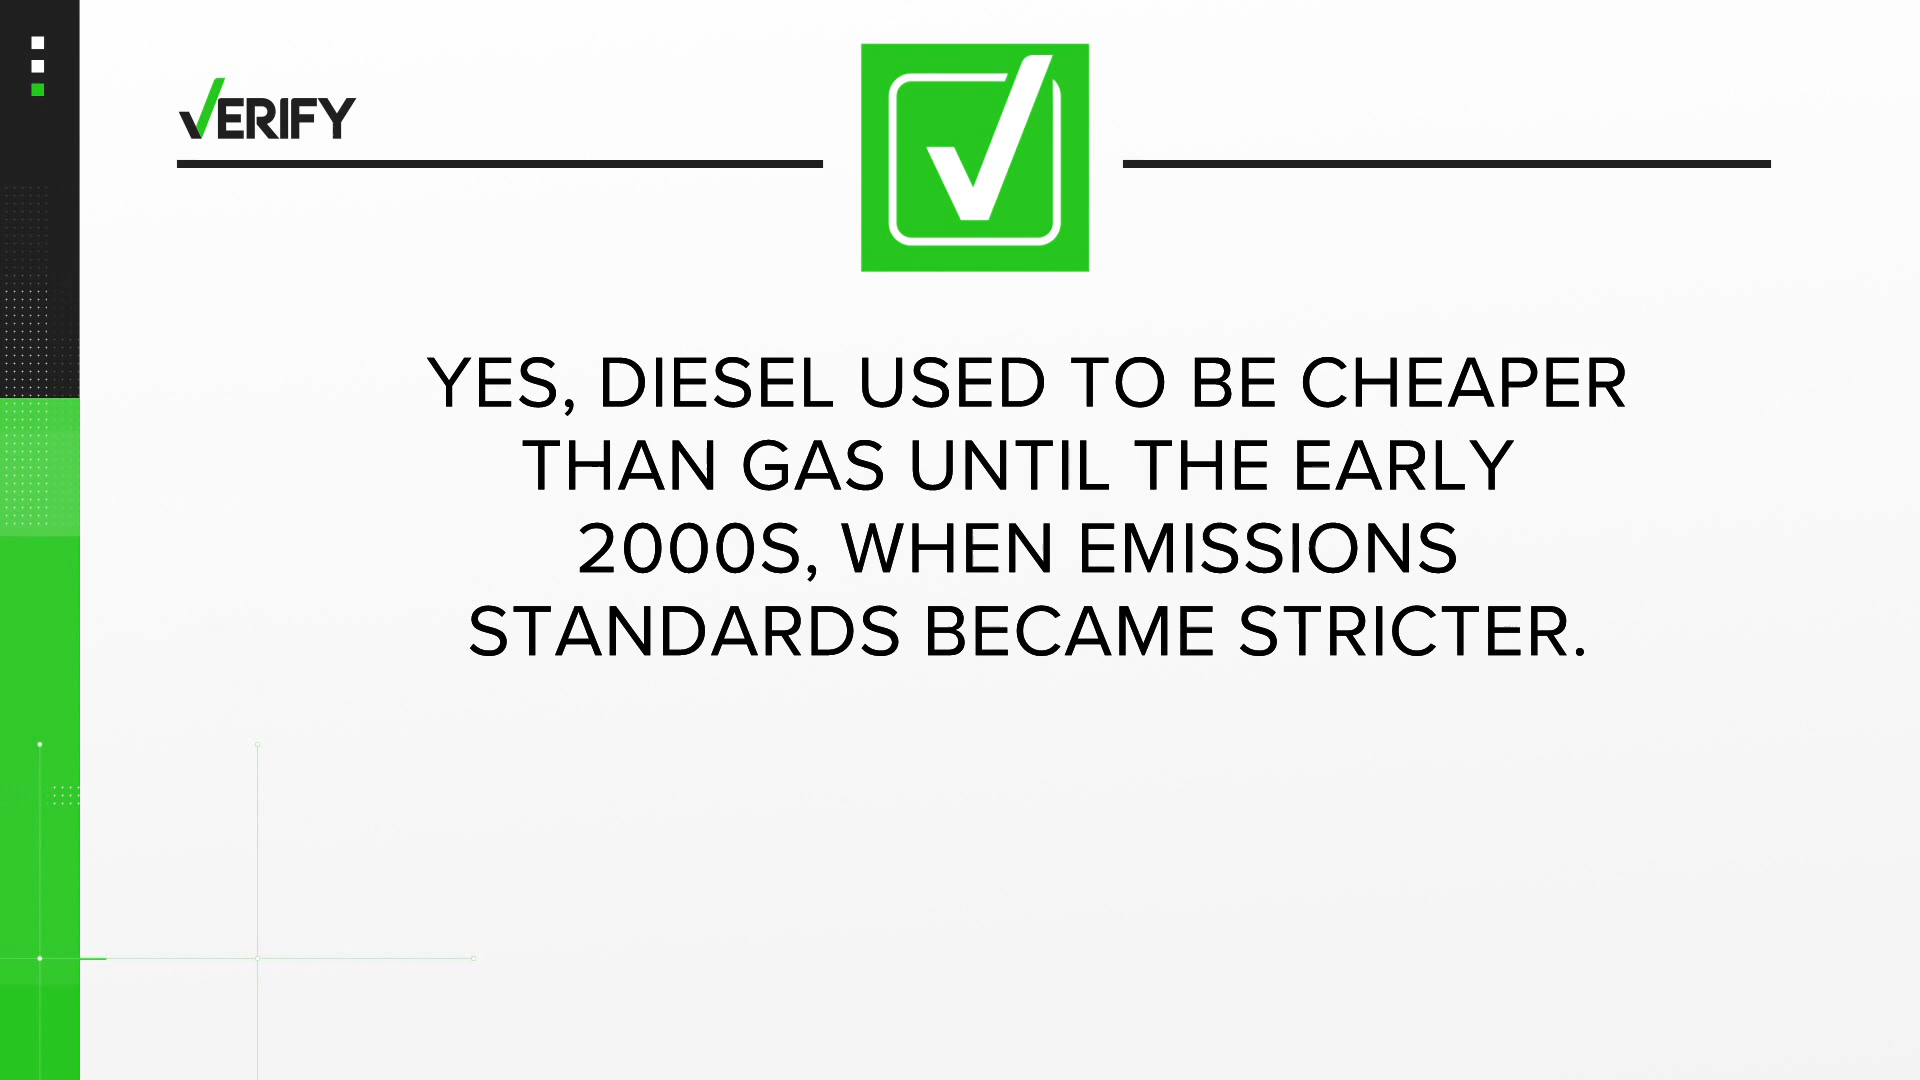 VERIFY
YES, DIESEL USED TO BE CHEAPER
THAN GAS UNTIL THE EARLY
2000S, WHEN EMISSIONS
STANDARDS BECAME STRICTER.